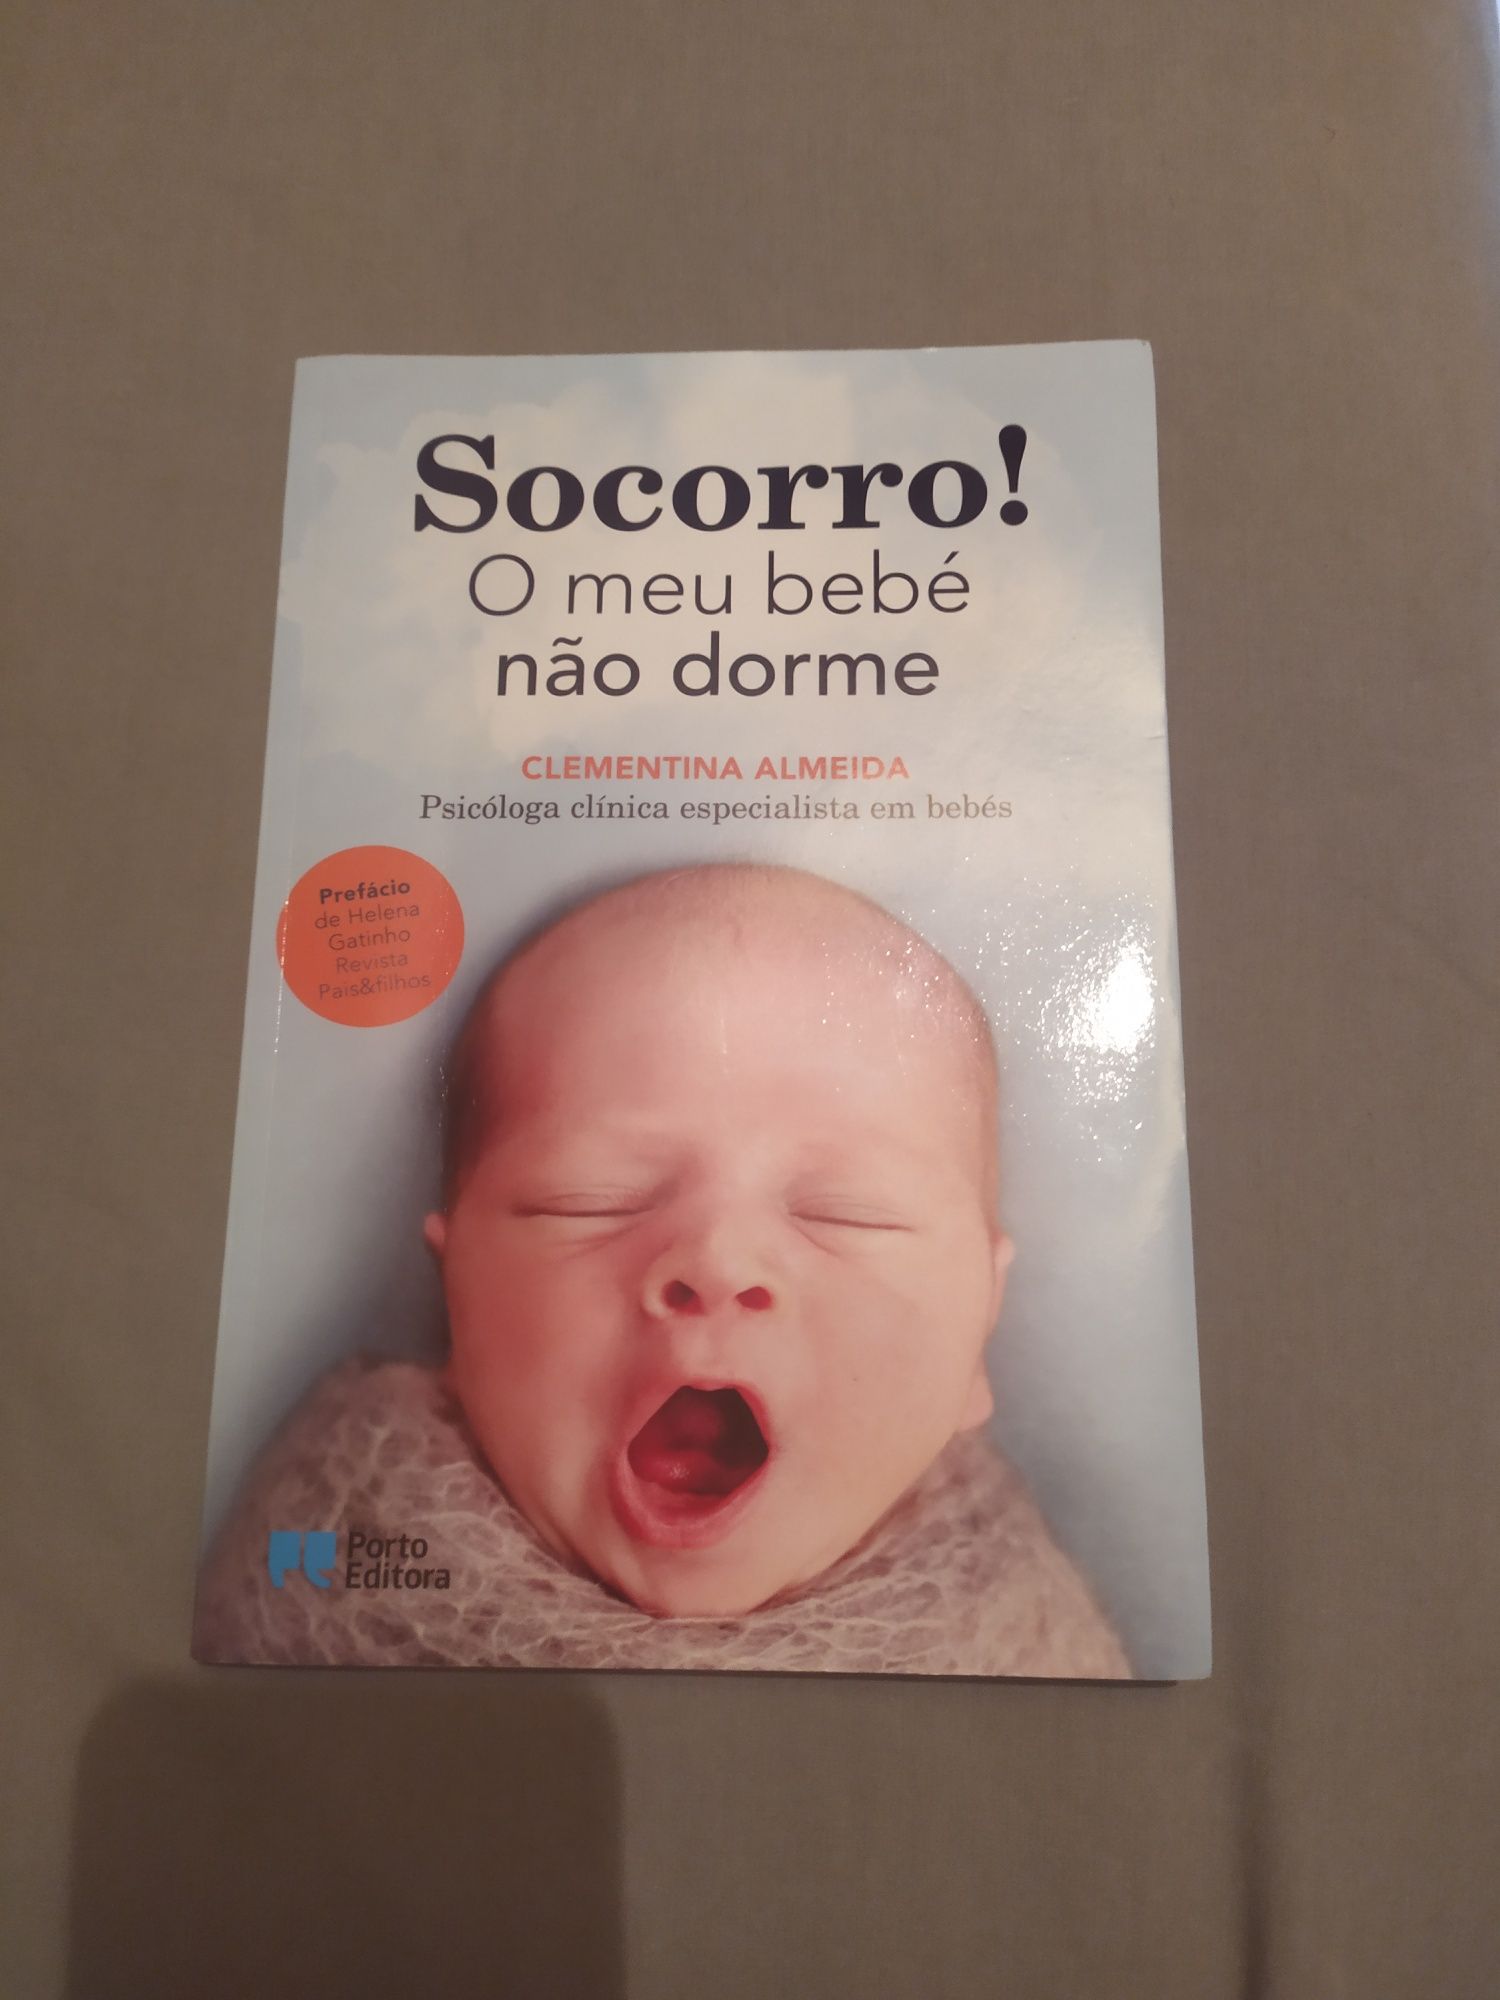 Socorro!
O meu bebé
não dorme
CLEMENTINA ALMEIDA
Psicóloga clínica especialista em bebés
Prefácio
de Helena
Gatinho
Revista
Pais&filhos
Porto
Editora